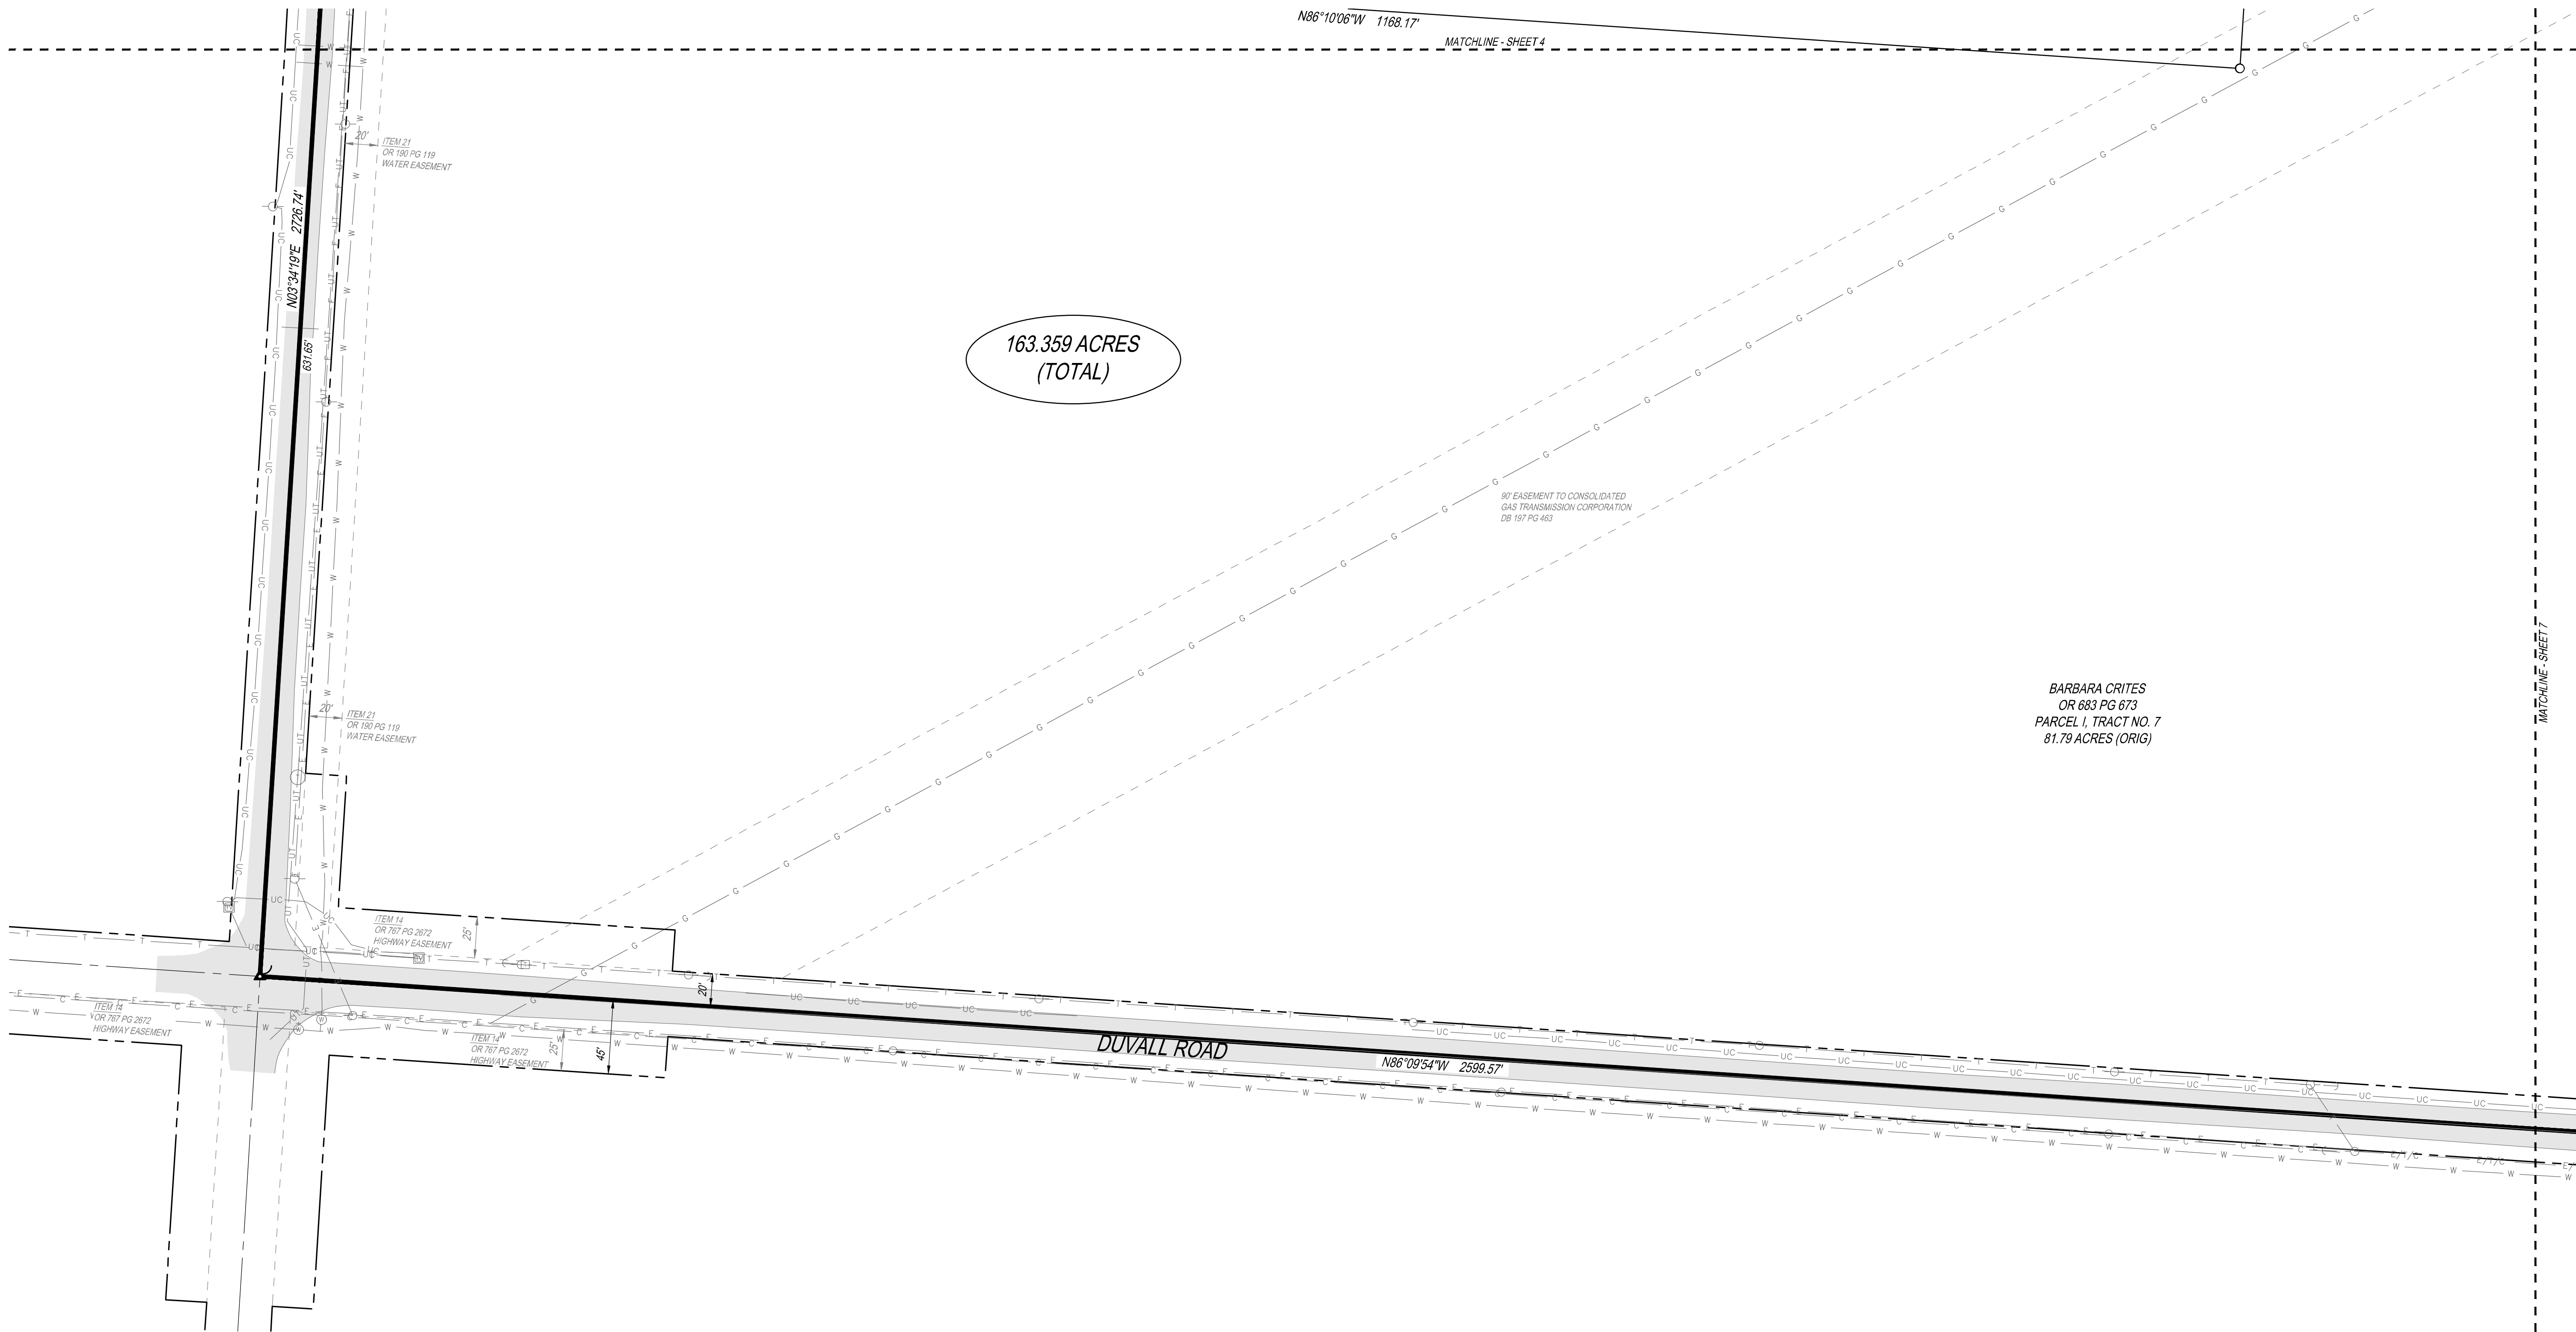 N86°10'06"W 1168.17'
MATCHLINE - SHEET 4
20'
ITEM 21
OR 190 PG 119
WATER EASEMENT
N03°34'19"E 2726.74'
631.65'
163.359 ACRES
(TOTAL)
90' EASEMENT TO CONSOLIDATED
GAS TRANSMISSION CORPORATION
DB 197 PG 463
MATCHLINE - SHEET 7
BARBARA CRITES
OR 683 PG 673
PARCEL I, TRACT NO. 7
81.79 ACRES (ORIG)
20'
ITEM 21
OR 190 PG 119
WATER EASEMENT
ITEM 14
OR 767 PG 2672
HIGHWAY EASEMENT
25'
20'
ITEM 14
OR 767 PG 2672
HIGHWAY EASEMENT
ITEM 14
OR 767 PG 2672
HIGHWAY EASEMENT
25'
45'
DUVALL ROAD
N86°09'54"W 2599.57'
E/T/C
E/T/C